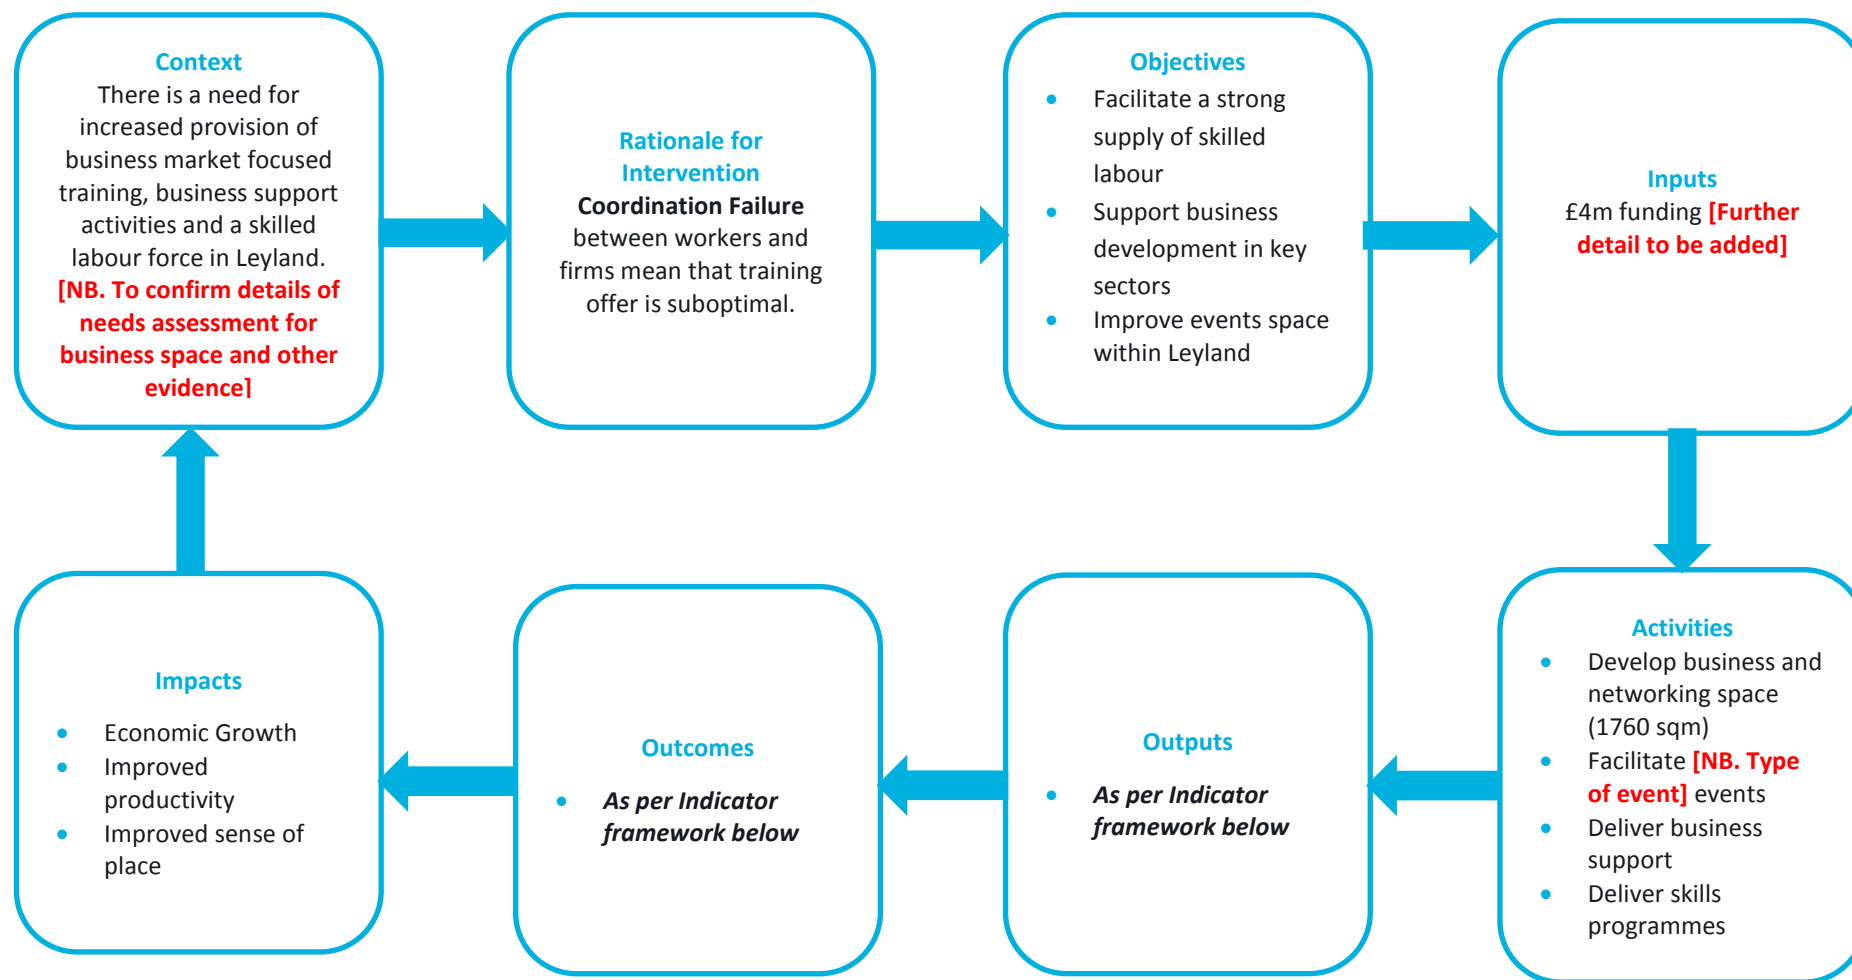 Context
There is a need for
increased provision of
business market focused
training, business support
activities and a skilled
labour force in Leyland.
[NB. To confirm details of
needs assessment for
business space and other
evidence]
Rationale for
Intervention
Coordination Failure
between workers and
firms mean that training
offer is suboptimal.
Objectives
• Facilitate a strong
supply of skilled
labour
• Support business
development in key
sectors
• Improve events space
within Leyland
Inputs
£4m funding [Further
detail to be added]
Activities
• Develop business and
networking space
(1760 sqm)
• Facilitate [NB. Type
of event] events
• Deliver business
support
• Deliver skills
programmes
Outputs
• As per Indicator
framework below
Outcomes
• As per Indicator
framework below
Impacts
• Economic Growth
• Improved
productivity
• Improved sense of
place